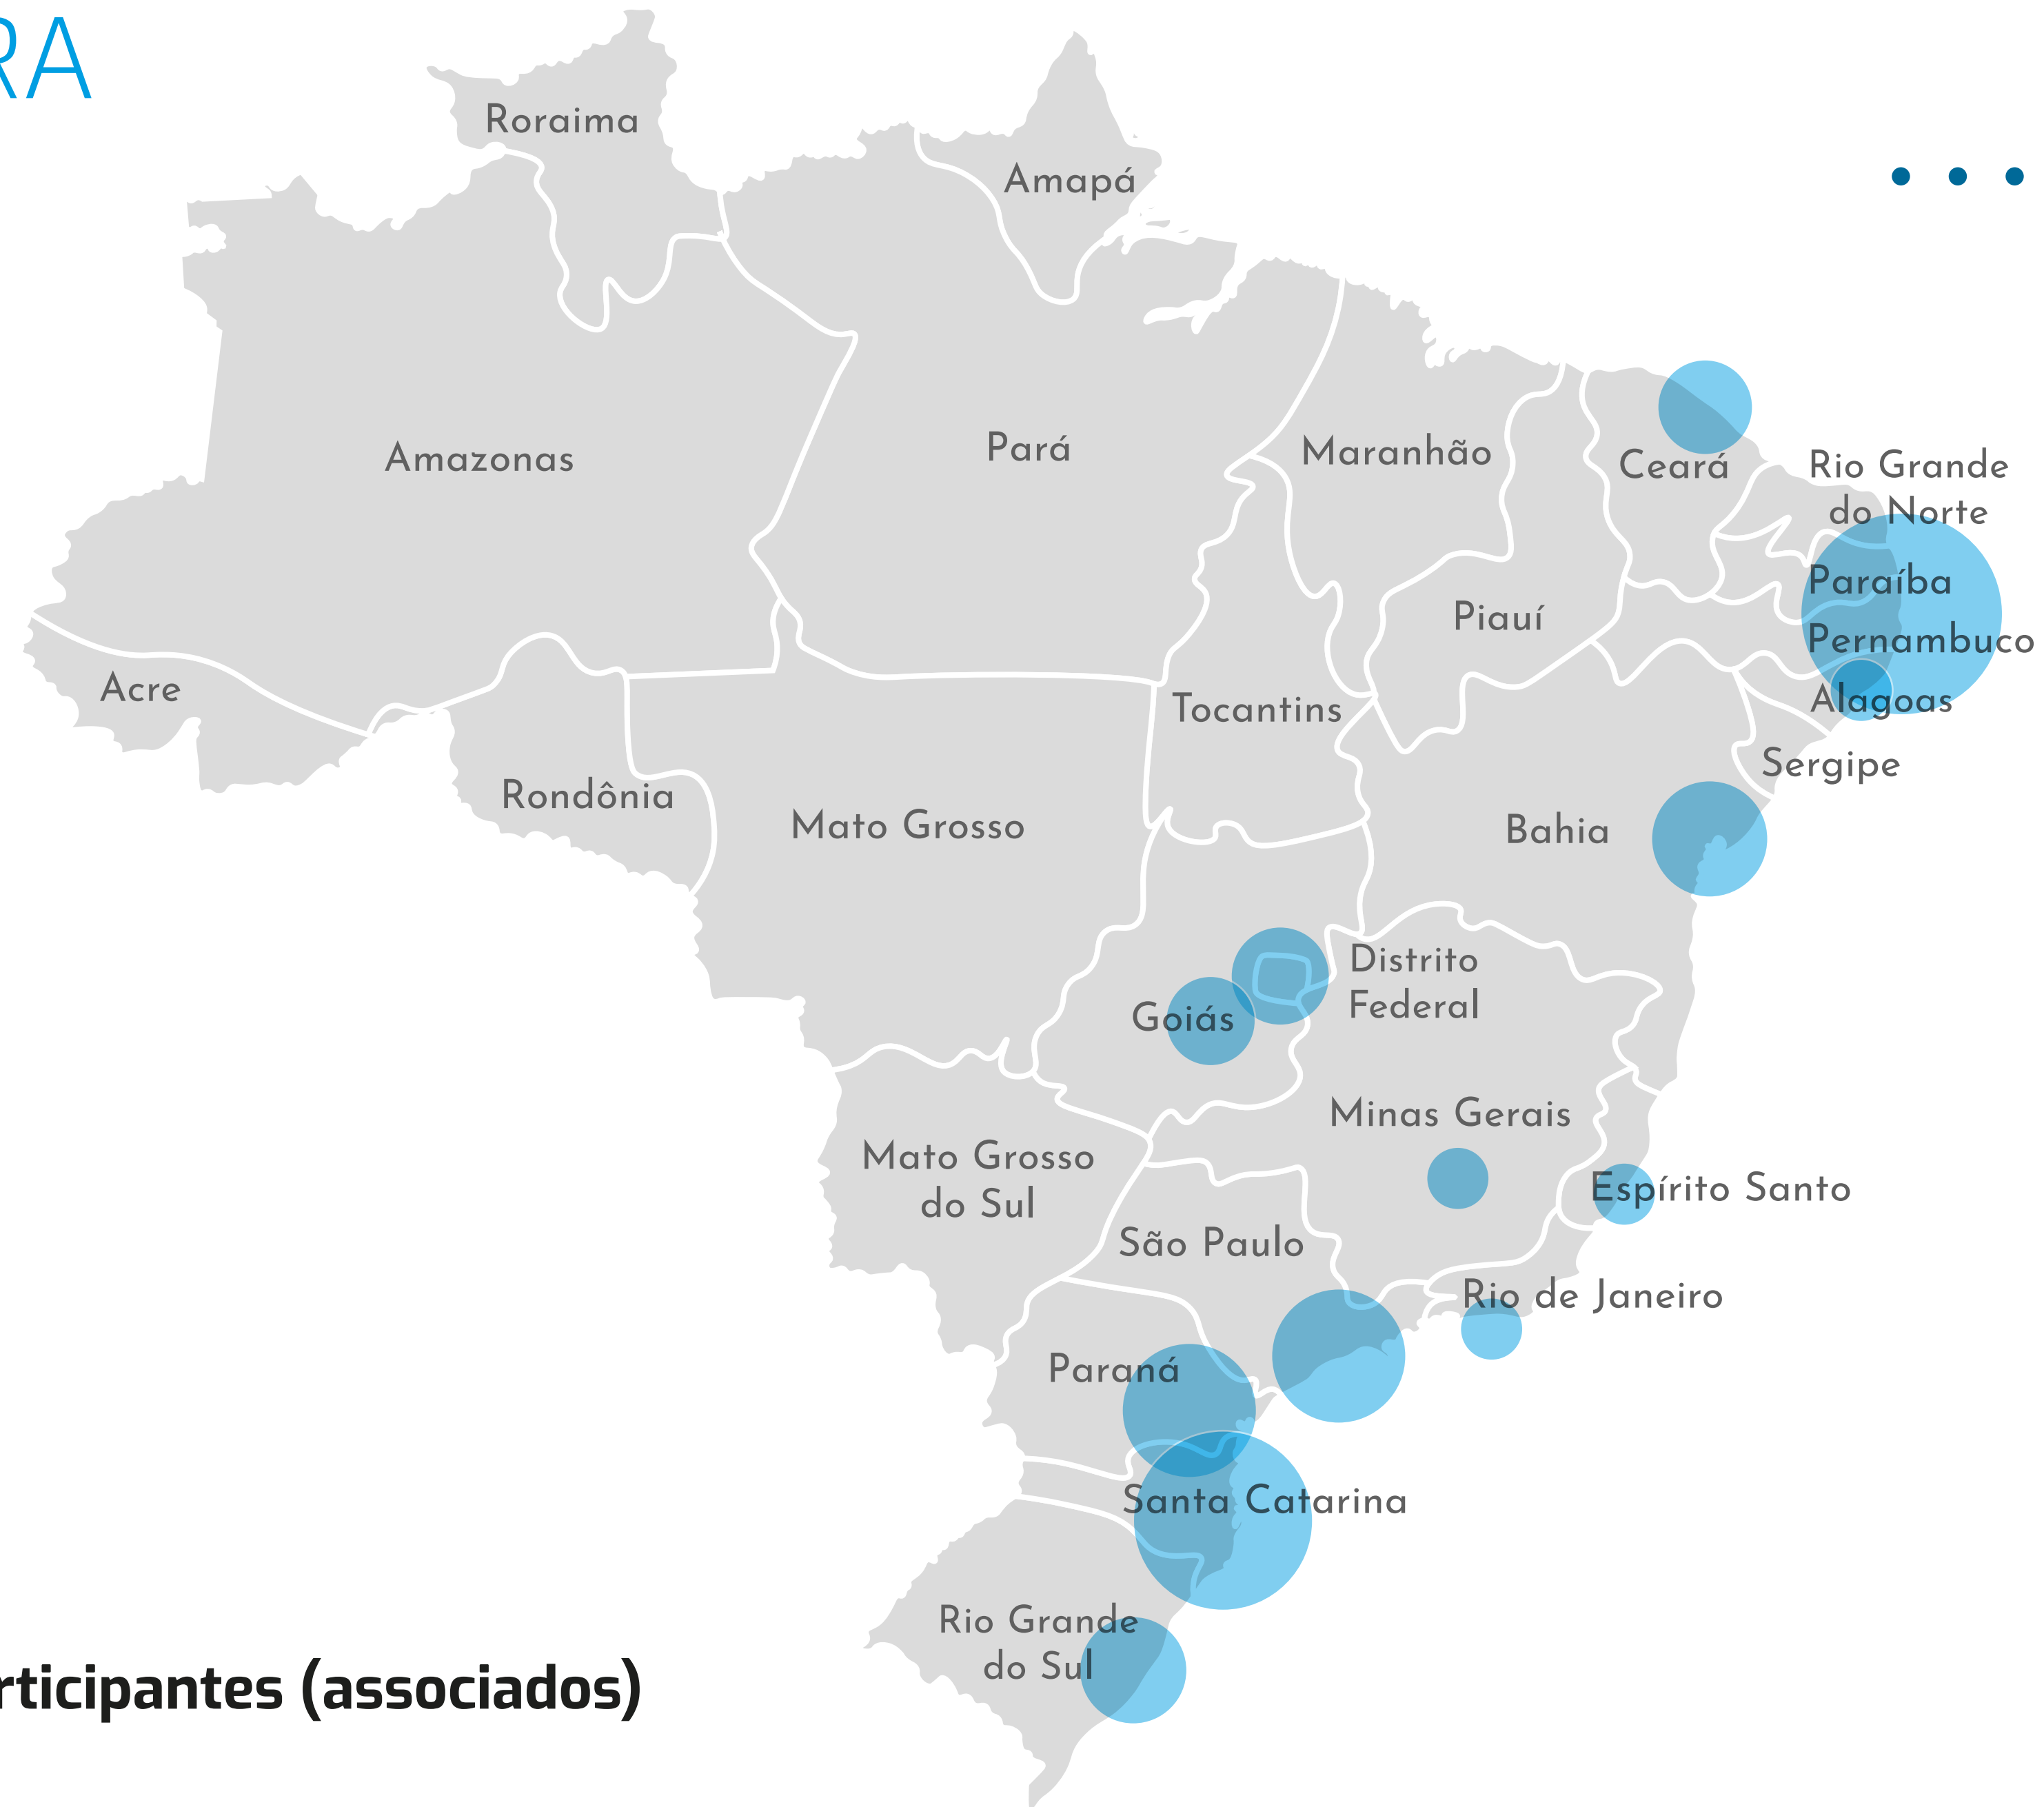 RA
Roraima
Amapá
Amazonas
Pará
Maranhão
Ceará
Rio Grande
do Norte
Paraíba
Piauí
Pernambuco
Acre
Alagoas
Tocantins
Sergipe
Rondônia
Mato Grosso
Bahia
Distrito
Federal
Goiás
Minas Gerais
Mato Grosso
do Sul
Espírito Santo
São Paulo
Rio de Janeiro
Paraná
Santa Catarina
Rio Grande
do Sul
rticipantes (associados)